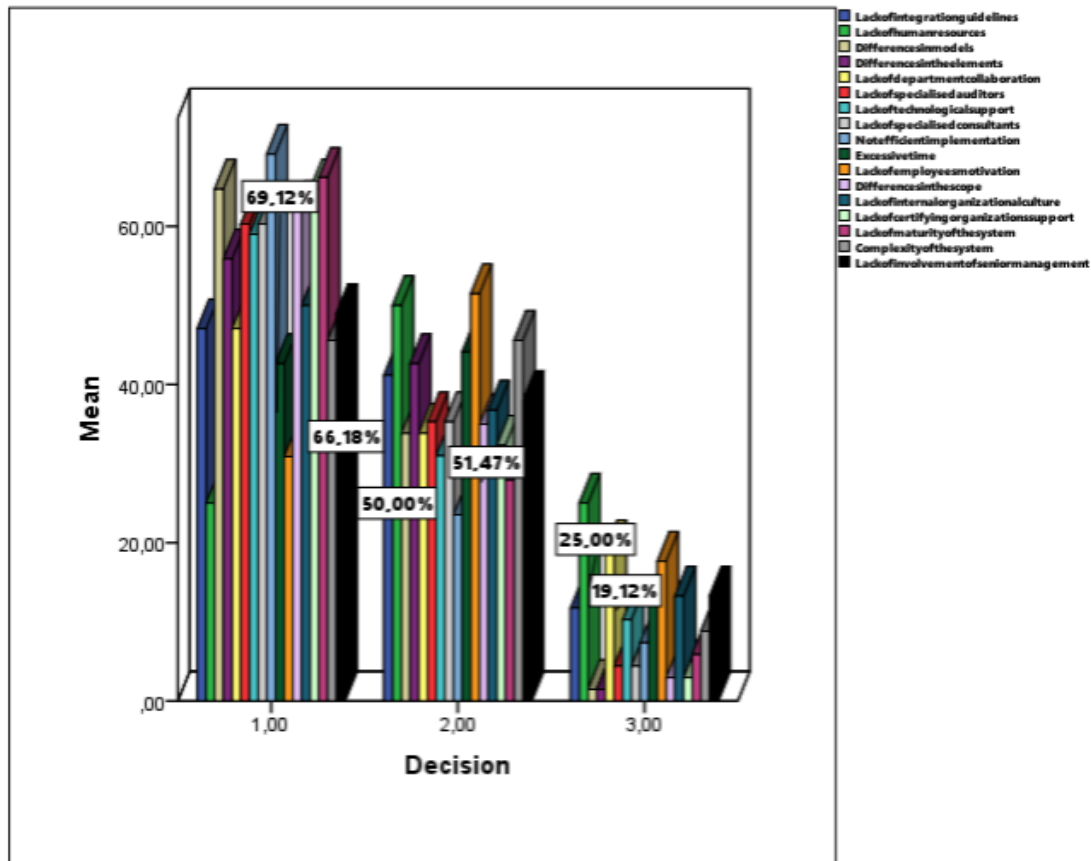 Lackofintegrationguidelines
Lackofhumanresources
Differencesinmodels
Differencesintheelements
Lackofdepartmentcollaboration
Lackofspecialisedauditors
Lackoftechnologicalsupport
Lackofspecialisedconsultants
Notefficientimplementation
Excessivetime
Lackofemployeesmotivation
Differencesinthescope
Lackofinternalorganizationalculture
Lackofcertifyingorganizationssupport
Lackofmaturityofthesystem
Complexityofthesystem
Lackofinvolvementofseniormanagement
69,12%
60,00
Mean
40,00
66,18%
51,47%
50,00%
25,00%
20,00
19,12%
,00
1,00 2,00 3,00
Decision